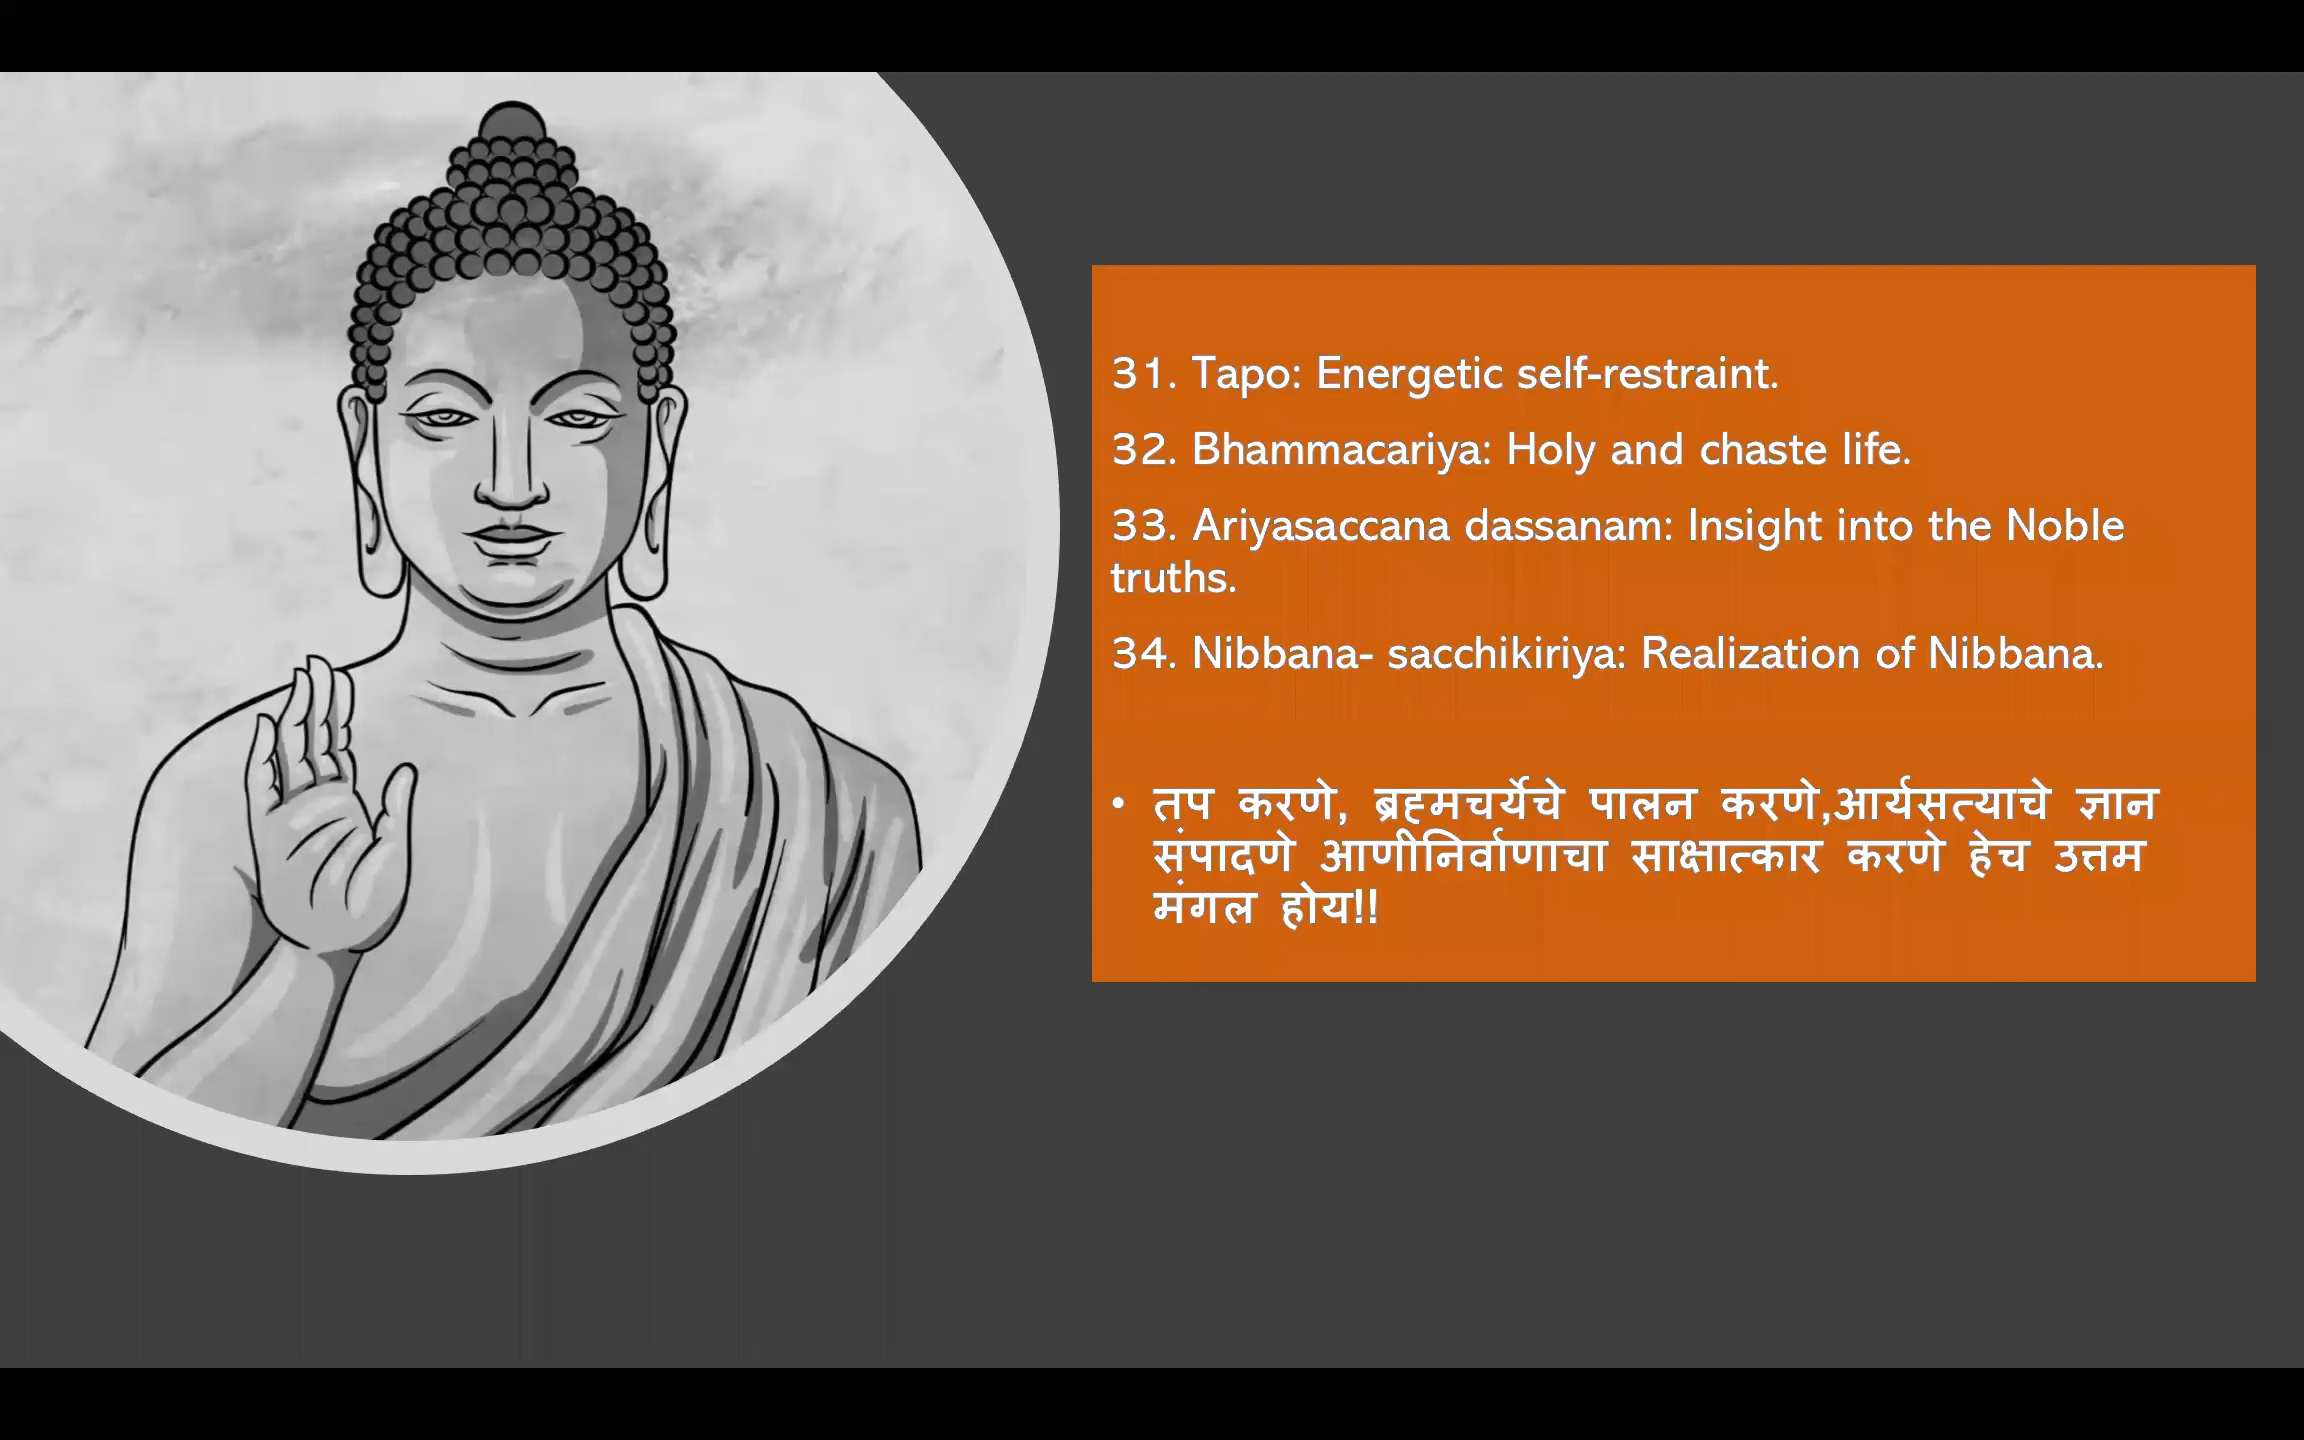 31. Tapo: Energetic self-restraint.
32. Bhammacariya: Holy and chaste life.
33. Ariyasaccana dassanam: Insight into the Noble
truths.
34. Nibbana- sacchikiriya: Realization of Nibbana.
• तप करणे, ब्रह्मचर्येचे पालन करणे,आर्यसत्याचे ज्ञान
संपादणे आणीनिर्वाणाचा साक्षात्कार करणे हेच उत्तम
मंगल होय!!